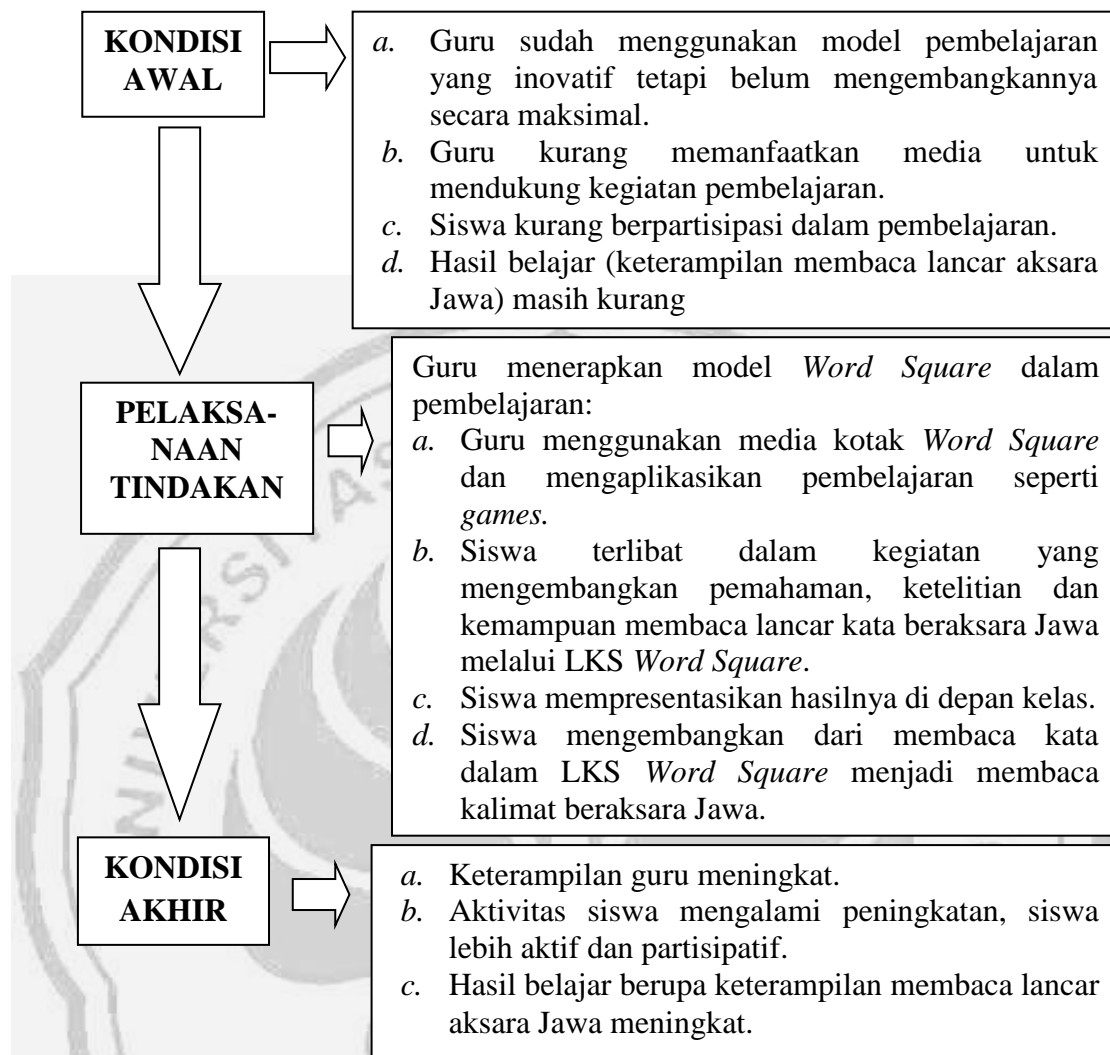 KONDISI
AWAL
a. Guru sudah menggunakan model pembelajaran
yang inovatif tetapi belum mengembangkannya
secara maksimal.
b. Guru kurang memanfaatkan media untuk
mendukung kegiatan pembelajaran.
c. Siswa kurang berpartisipasi dalam pembelajaran.
d. Hasil belajar (keterampilan membaca lancar aksara
Jawa) masih kurang
PELAKSA-
NAAN
TINDAKAN
Guru menerapkan model Word Square dalam
pembelajaran:
a. Guru menggunakan media kotak Word Square
dan mengaplikasikan pembelajaran seperti
games.
b. Siswa terlibat dalam kegiatan yang
mengembangkan pemahaman, ketelitian dan
kemampuan membaca lancar kata beraksara Jawa
melalui LKS Word Square.
c. Siswa mempresentasikan hasilnya di depan kelas.
d. Siswa mengembangkan dari membaca kata
dalam LKS Word Square menjadi membaca
kalimat beraksara Jawa.
KONDISI
AKHIR
a. Keterampilan guru meningkat.
b. Aktivitas siswa mengalami peningkatan, siswa
lebih aktif dan partisipatif.
c. Hasil belajar berupa keterampilan membaca lancar
aksara Jawa meningkat.